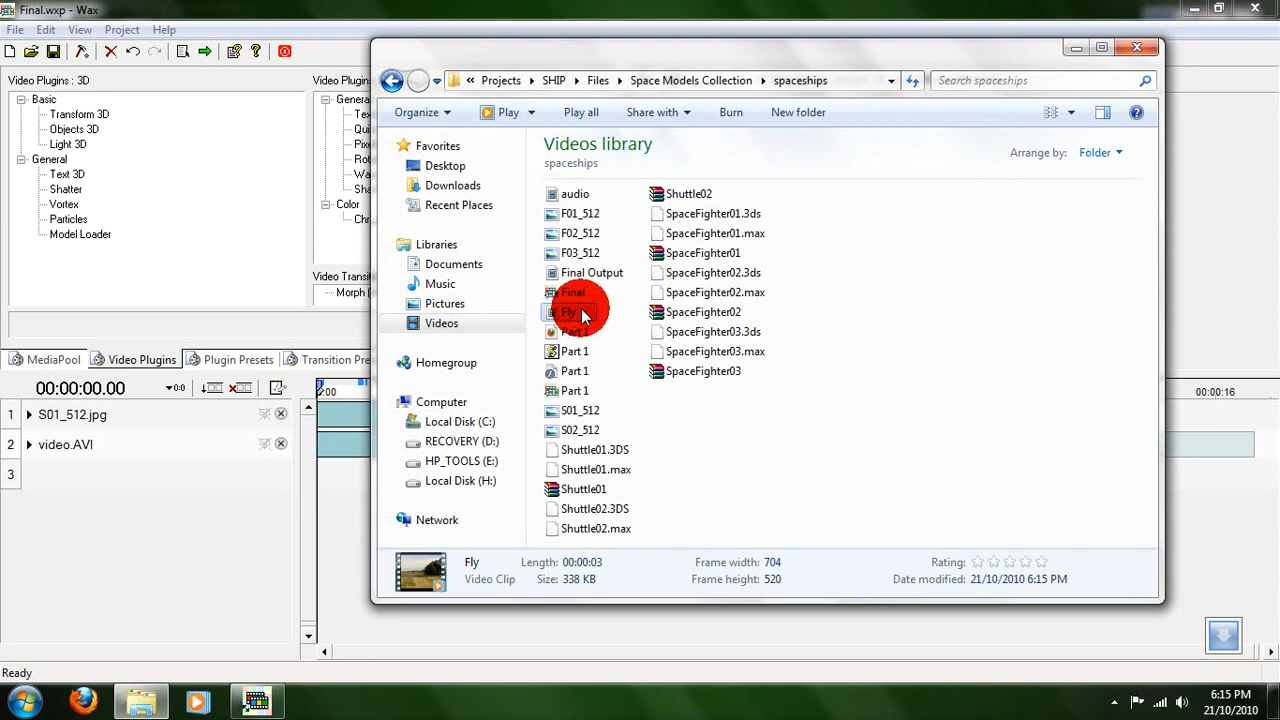 Final.wxp - Wax
File Edit View Project Help
Projects SHIP Files Space Models Collection spaceships
Search spaceships
Organize Play Play all Share with Burn New folder
Video Plugins: 3D
Basic
Transform 3D
Objects 3D
Light 3D
General
Text 3D
Shatter
Vortex
Particles
Model Loader
Video Plugin
Genera
Color
Video Transiti
Morph (
Favorites
Desktop
Downloads
Recent Places
Libraries
Documents
Music
Pictures
Videos
Homegroup
Computer
Local Disk (C:)
RECOVERY (D:)
HP_TOOLS (E:)
Local Disk (H:)
Network
Videos library
spaceships
Arrange by: Folder
audio
F01_512
F02_512
F03_512
Final Output
Final
Fly
Part 1
Part 1
Part 1
Part 1
S01_512
S02_512
Shuttle01.3DS
Shuttle01.max
Shuttle01
Shuttle02.3DS
Shuttle02.max
Shuttle02
SpaceFighter01.3ds
SpaceFighter01.max
SpaceFighter01
SpaceFighter02.3ds
SpaceFighter02.max
SpaceFighter02
SpaceFighter03.3ds
SpaceFighter03.max
SpaceFighter03
Fly Length: 00:00:03 Frame width: 704 Rating:
Video Clip Size: 338 KB Frame height: 520 Date modified: 21/10/2010 6:15 PM
MediaPool Video Plugins Plugin Presets Transition Pre
00:00:00.00
:00
00:00:16
1 S01_512.jpg
2 video.AVI
3
Ready
6:15 PM
21/10/2010